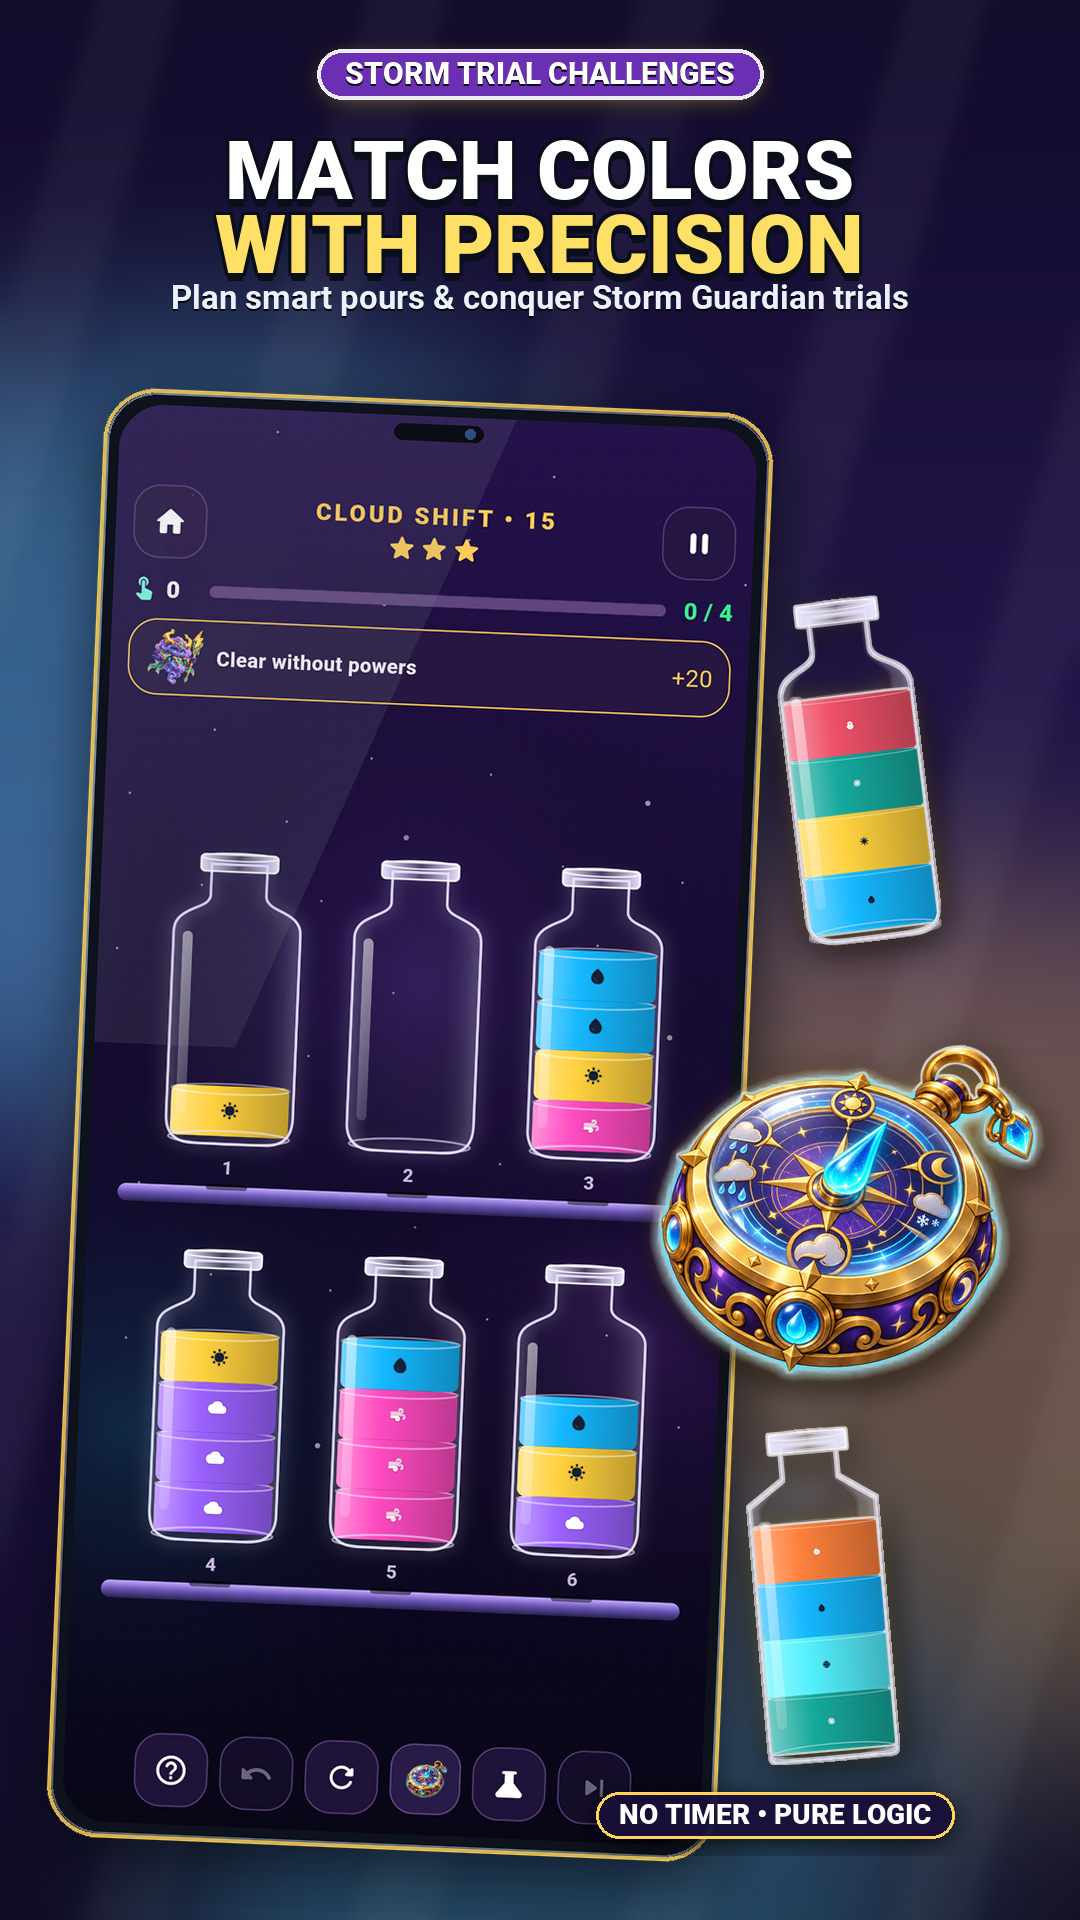 STORM TRIAL CHALLENGES
MATCH COLORS
WITH PRECISION
Plan smart pours & conquer Storm Guardian trials
CLOUD SHIFT • 15
0
0 / 4
Clear without powers
+20
1
2
3
4
5
6
NO TIMER • PURE LOGIC